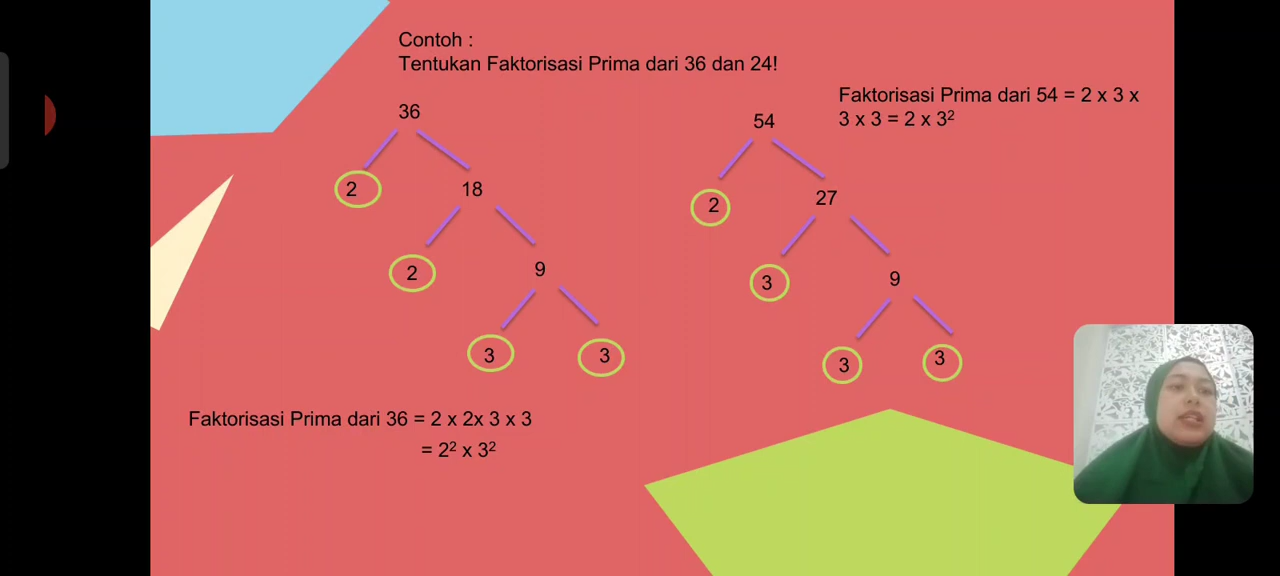 Contoh :
Tentukan Faktorisasi Prima dari 36 dan 24!
36
2
18
2
9
3
3
Faktorisasi Prima dari 36 = 2 x 2x 3 x 3
= 2² x 3²
Faktorisasi Prima dari 54 = 2 x 3 x
3 x 3 = 2 x 3²
54
2
27
3
9
3
3